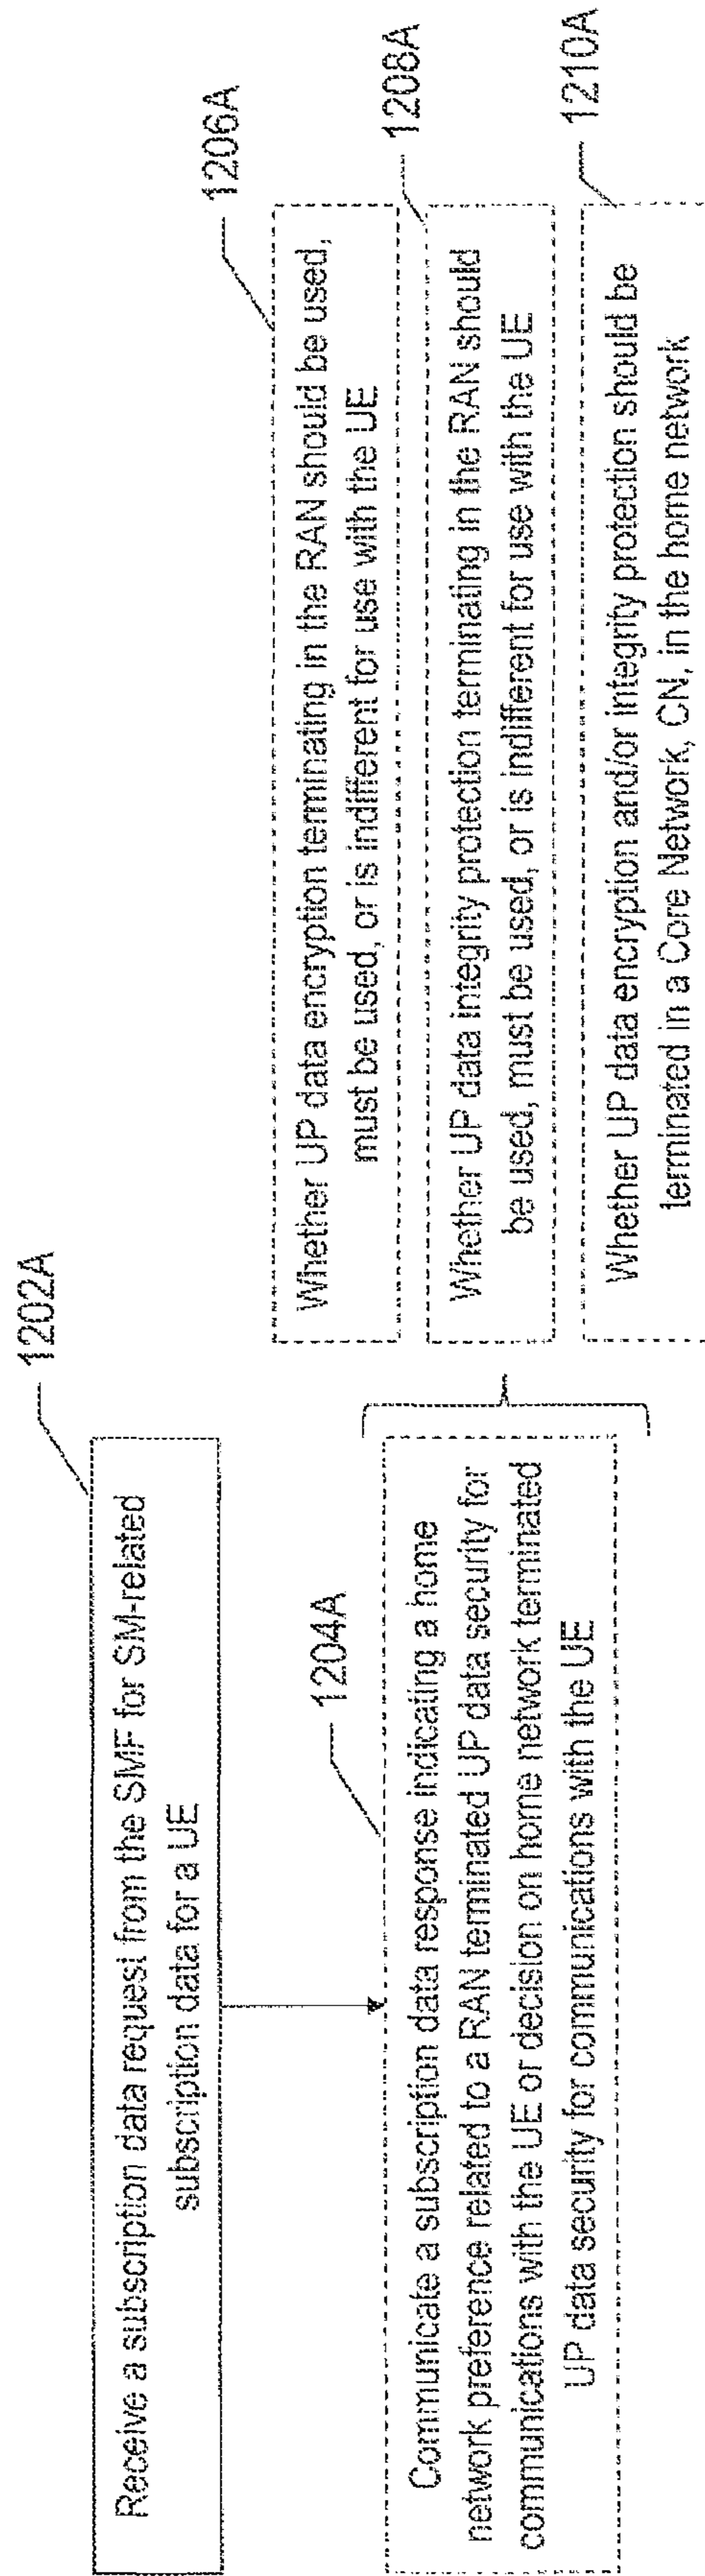 1202A
Receive a subscription data request from the SMF for SM-related
subscription data for a UE
1204A
Communicate a subscription data response indicating a home
network preference related to a RAN terminated UP data security for
communications with the UE or decision on home network terminated
UP data security for communications with the UE
1206A
Whether UP data encryption terminating in the RAN should be used,
must be used, or is indifferent for use with the UE
1208A
Whether UP data integrity protection terminating in the RAN should
be used, must be used, or is indifferent for use with the UE
1210A
Whether UP data encryption and/or integrity protection should be
terminated in a Core Network, CN, in the home network